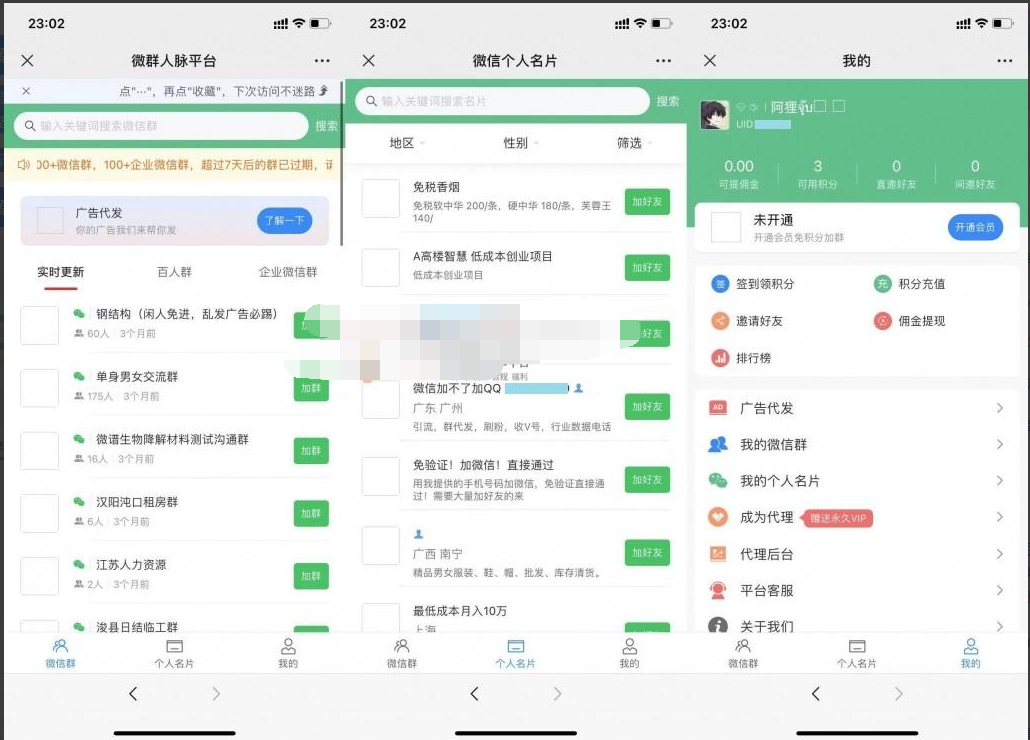 23:02
微群人脉平台
点"···"，再点"收藏"，下次访问不迷路
输入关键词搜索微信群
搜索
00+微信群，100+企业微信群，超过7天后的群已过期，
广告代发
你的广告我们来帮你发
了解一下
实时更新
百人群
企业微信群
钢结构（闲人免进，乱发广告必踢）
60人
3个月前
单身男女交流群
175人
3个月前
加群
微谱生物降解材料测试沟通群
16人
3个月前
加群
汉阳沌口租房群
6人
3个月前
加群
江苏人力资源
2人
3个月前
加群
浚县日结临工群
微信群
个人名片
我的
23:02
微信个人名片
输入关键词搜索名片
搜索
地区
性别
筛选
免税香烟
免税软中华 200/条，硬中华 180/条，芙蓉王
140/
加好友
A高楼智慧 低成本创业项目
低成本创业项目
加好友
好友
福利
微信加不了加QQ
广东 广州
引流，群代发，刷粉，收V号，行业数据电话
加好友
免验证！加微信！直接通过
用我提供的手机号码加微信，免验证直接通
过！需要大量加好友的来
加好友
广西 南宁
精品男女服装、鞋、帽、批发、库存清货。
加好友
最低成本月入10万
上海
微信群
个人名片
我的
23:02
我的
阿狸
UID
0.00
可提佣金
3
可用积分
0
直邀好友
0
间邀好友
未开通
开通会员免积分加群
开通会员
签
签到领积分
充
积分充值
邀请好友
佣金提现
排行榜
AD
广告代发
我的微信群
我的个人名片
成为代理
赠送永久VIP
代理后台
平台客服
关于我们
微信群
个人名片
我的